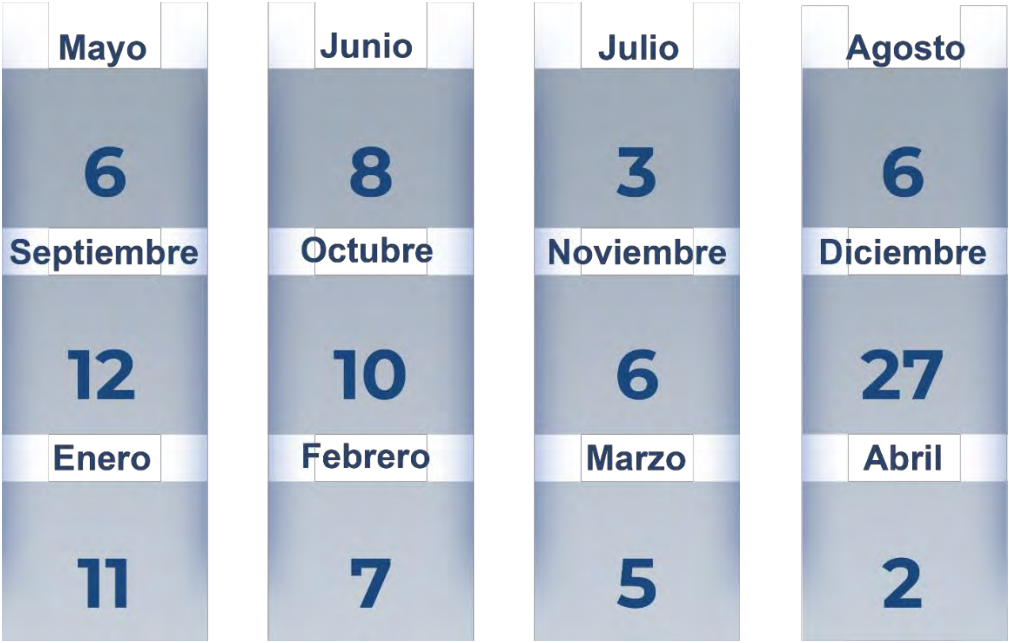 Mayo Junio Julio Agosto
6 8 3 6
Septiembre Octubre Noviembre Diciembre
12 10 6 27
Enero Febrero Marzo Abril
11 7 5 2